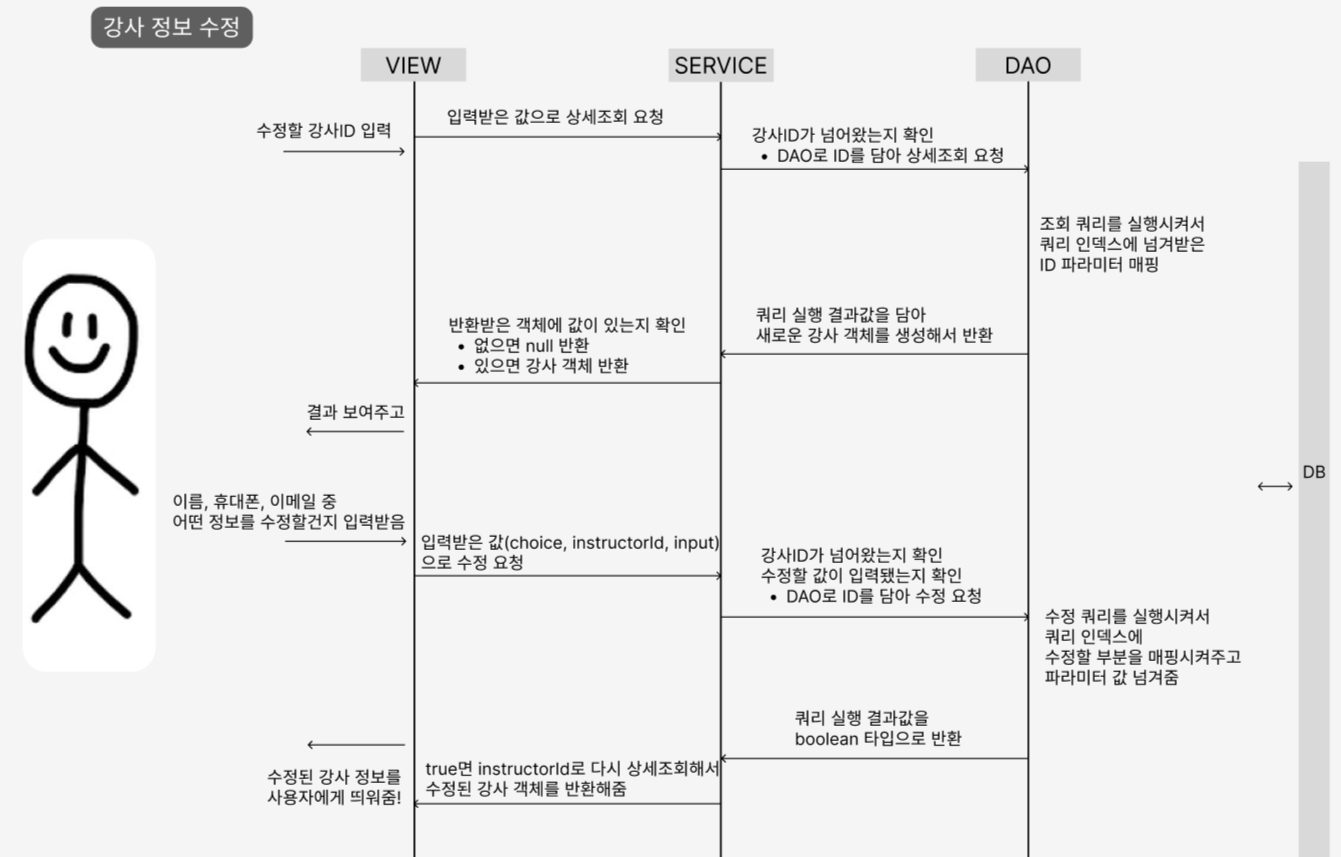 강사 정보 수정
VIEW
SERVICE
DAO
수정할 강사ID 입력
입력받은 값으로 상세조회 요청
강사ID가 넘어왔는지 확인
• DAO로 ID를 담아 상세조회 요청
조회 쿼리를 실행시켜서
쿼리 인덱스에 넘겨받은
ID 파라미터 매핑
쿼리 실행 결과값을 담아
새로운 강사 객체를 생성해서 반환
반환받은 객체에 값이 있는지 확인
• 없으면 null 반환
• 있으면 강사 객체 반환
결과 보여주고
DB
이름, 휴대폰, 이메일 중
어떤 정보를 수정할건지 입력받음
입력받은 값(choice, instructorId, input)
으로 수정 요청
강사ID가 넘어왔는지 확인
수정할 값이 입력됐는지 확인
• DAO로 ID를 담아 수정 요청
수정 쿼리를 실행시켜서
쿼리 인덱스에
수정할 부분을 매핑시켜주고
파라미터 값 넘겨줌
쿼리 실행 결과값을
boolean 타입으로 반환
true면 instructorId로 다시 상세조회해서
수정된 강사 객체를 반환해줌
수정된 강사 정보를
사용자에게 띄워줌!